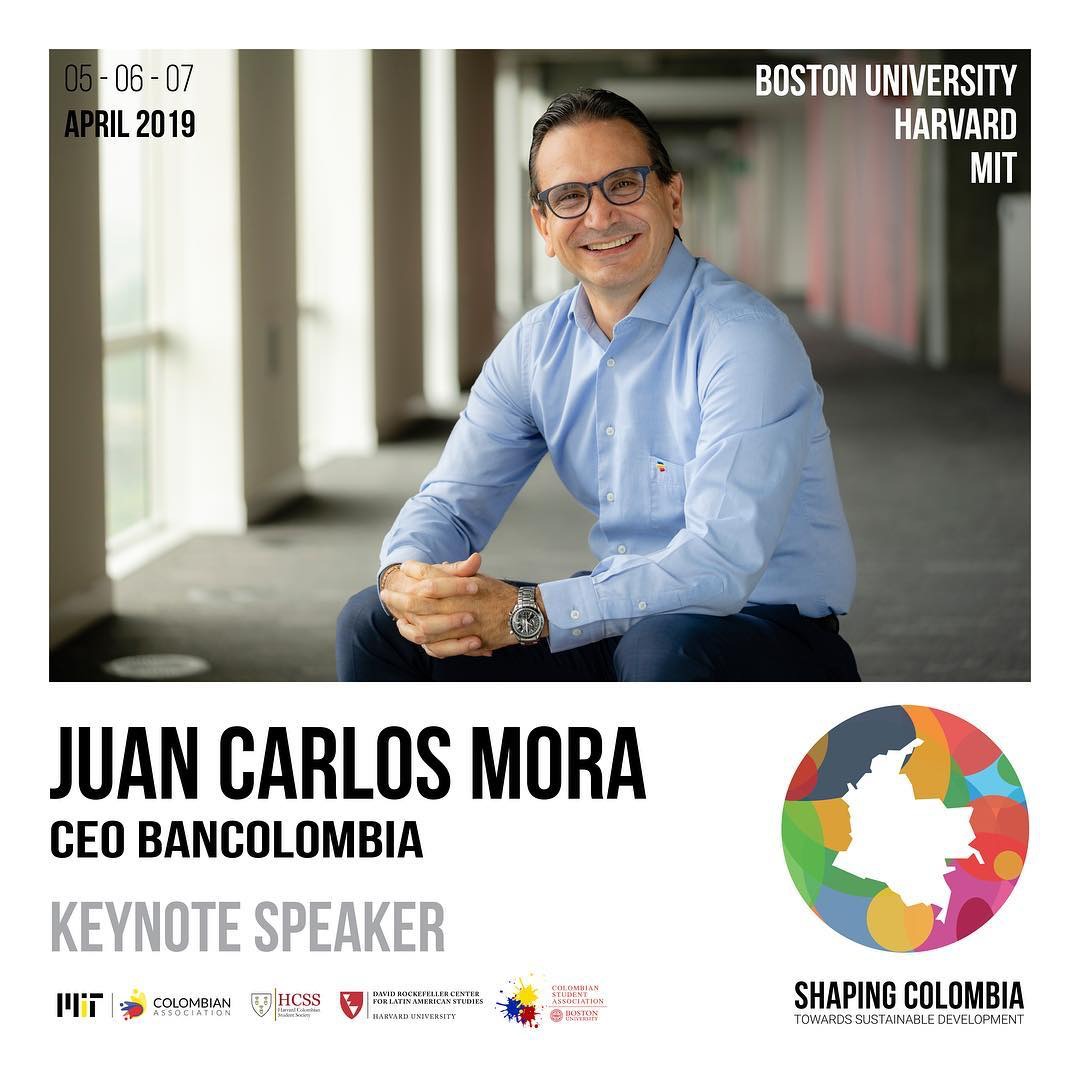 05 - 06 - 07
APRIL 2019
BOSTON UNIVERSITY
HARVARD
MIT
JUAN CARLOS MORA
CEO BANCOLOMBIA
KEYNOTE SPEAKER
MIT
COLOMBIAN
ASSOCIATION
HCSS
Harvard Colombian
Student Society
DAVID ROCKEFELLER CENTER
FOR LATIN AMERICAN STUDIES
HARVARD UNIVERSITY
COLOMBIAN
STUDENT
ASSOCIATION
BOSTON
UNIVERSITY
SHAPING COLOMBIA
TOWARDS SUSTAINABLE DEVELOPMENT